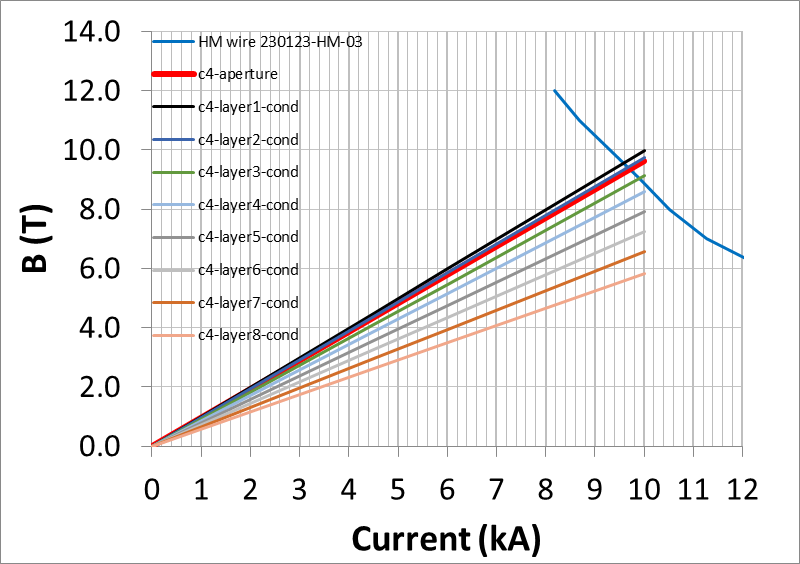 14.0
12.0
10.0
8.0
6.0
4.0
2.0
0.0
B (T)
HM wire 230123-HM-03
c4-aperture
c4-layer1-cond
c4-layer2-cond
c4-layer3-cond
c4-layer4-cond
c4-layer5-cond
c4-layer6-cond
c4-layer7-cond
c4-layer8-cond
0 1 2 3 4 5 6 7 8 9 10 11 12
Current (kA)